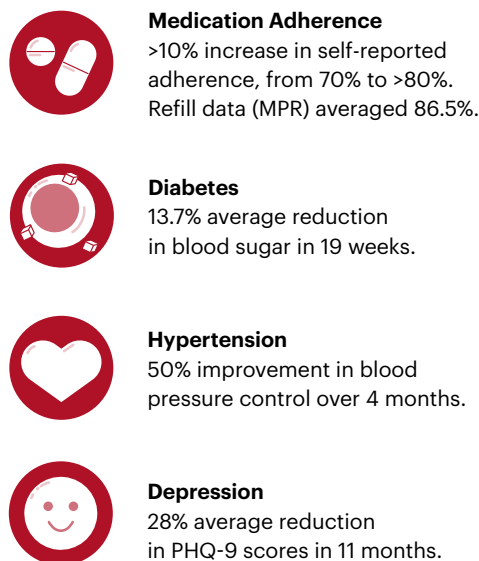 Medication Adherence
>10% increase in self-reported
adherence, from 70% to >80%.
Refill data (MPR) averaged 86.5%.
Diabetes
13.7% average reduction
in blood sugar in 19 weeks.
Hypertension
50% improvement in blood
pressure control over 4 months.
Depression
28% average reduction
in PHQ-9 scores in 11 months.